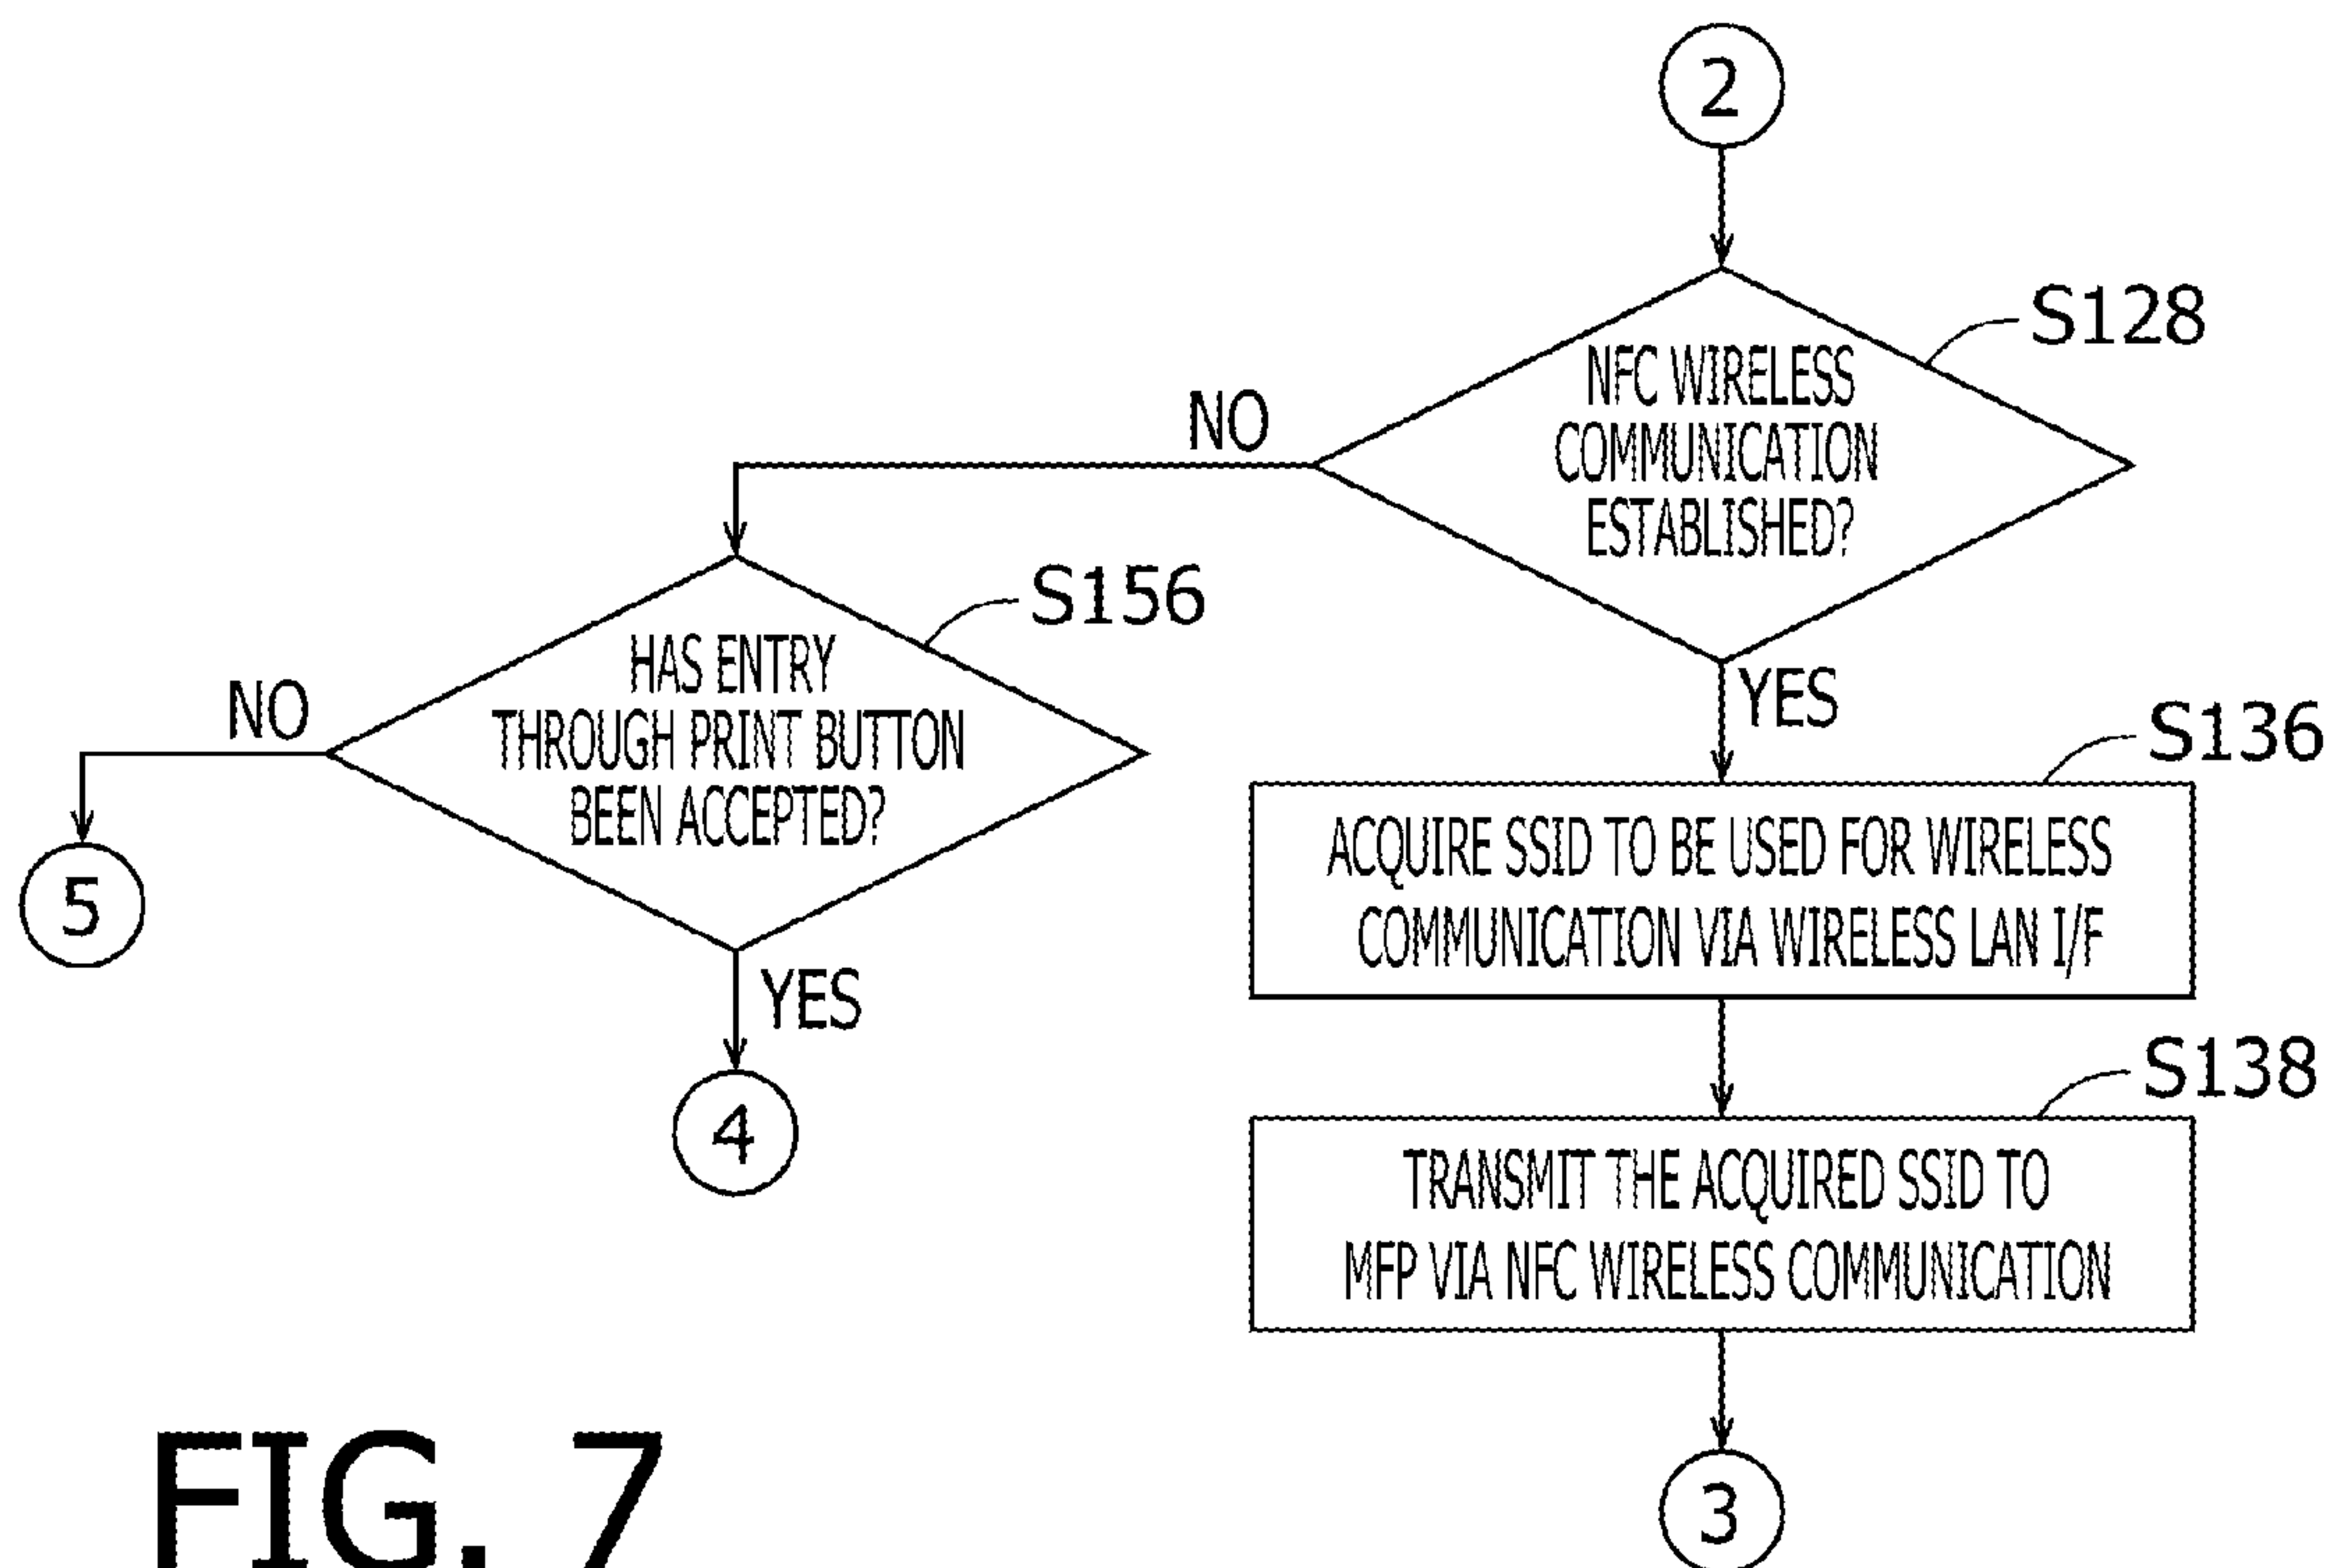 2
S128
NFC WIRELESS
COMMUNICATION
ESTABLISHED?
NO
YES
S156
HAS ENTRY
THROUGH PRINT BUTTON
BEEN ACCEPTED?
NO
5
YES
4
S136
ACQUIRE SSID TO BE USED FOR WIRELESS
COMMUNICATION VIA WIRELESS LAN I/F
S138
TRANSMIT THE ACQUIRED SSID TO
MFP VIA NFC WIRELESS COMMUNICATION
3
FIG. 7